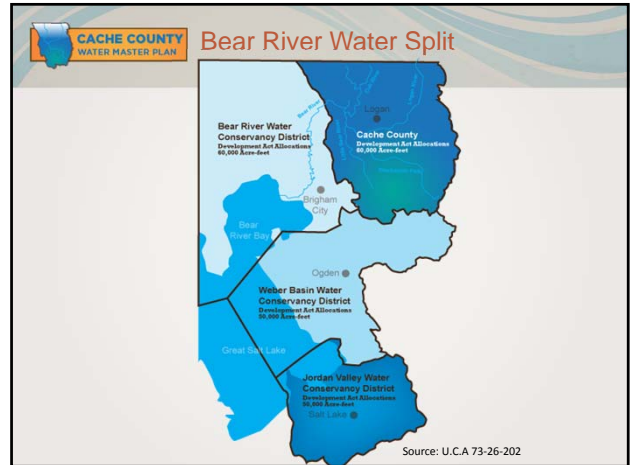 CACHE COUNTY
WATER MASTER PLAN
Bear River Water Split
Bear River
Logan River
Logan
Bear River Water
Conservancy District
Development Act Allocations
60,000 Acre-feet
Cache County
Development Act Allocations
60,000 Acre-feet
Brigham
City
Bear
River Bay
Ogden
Weber Basin Water
Conservancy District
Development Act Allocations
50,000 Acre-feet
Great Salt Lake
Jordan Valley Water
Conservancy District
Development Act Allocations
50,000 Acre-feet
Salt Lake
Source: U.C.A 73-26-202